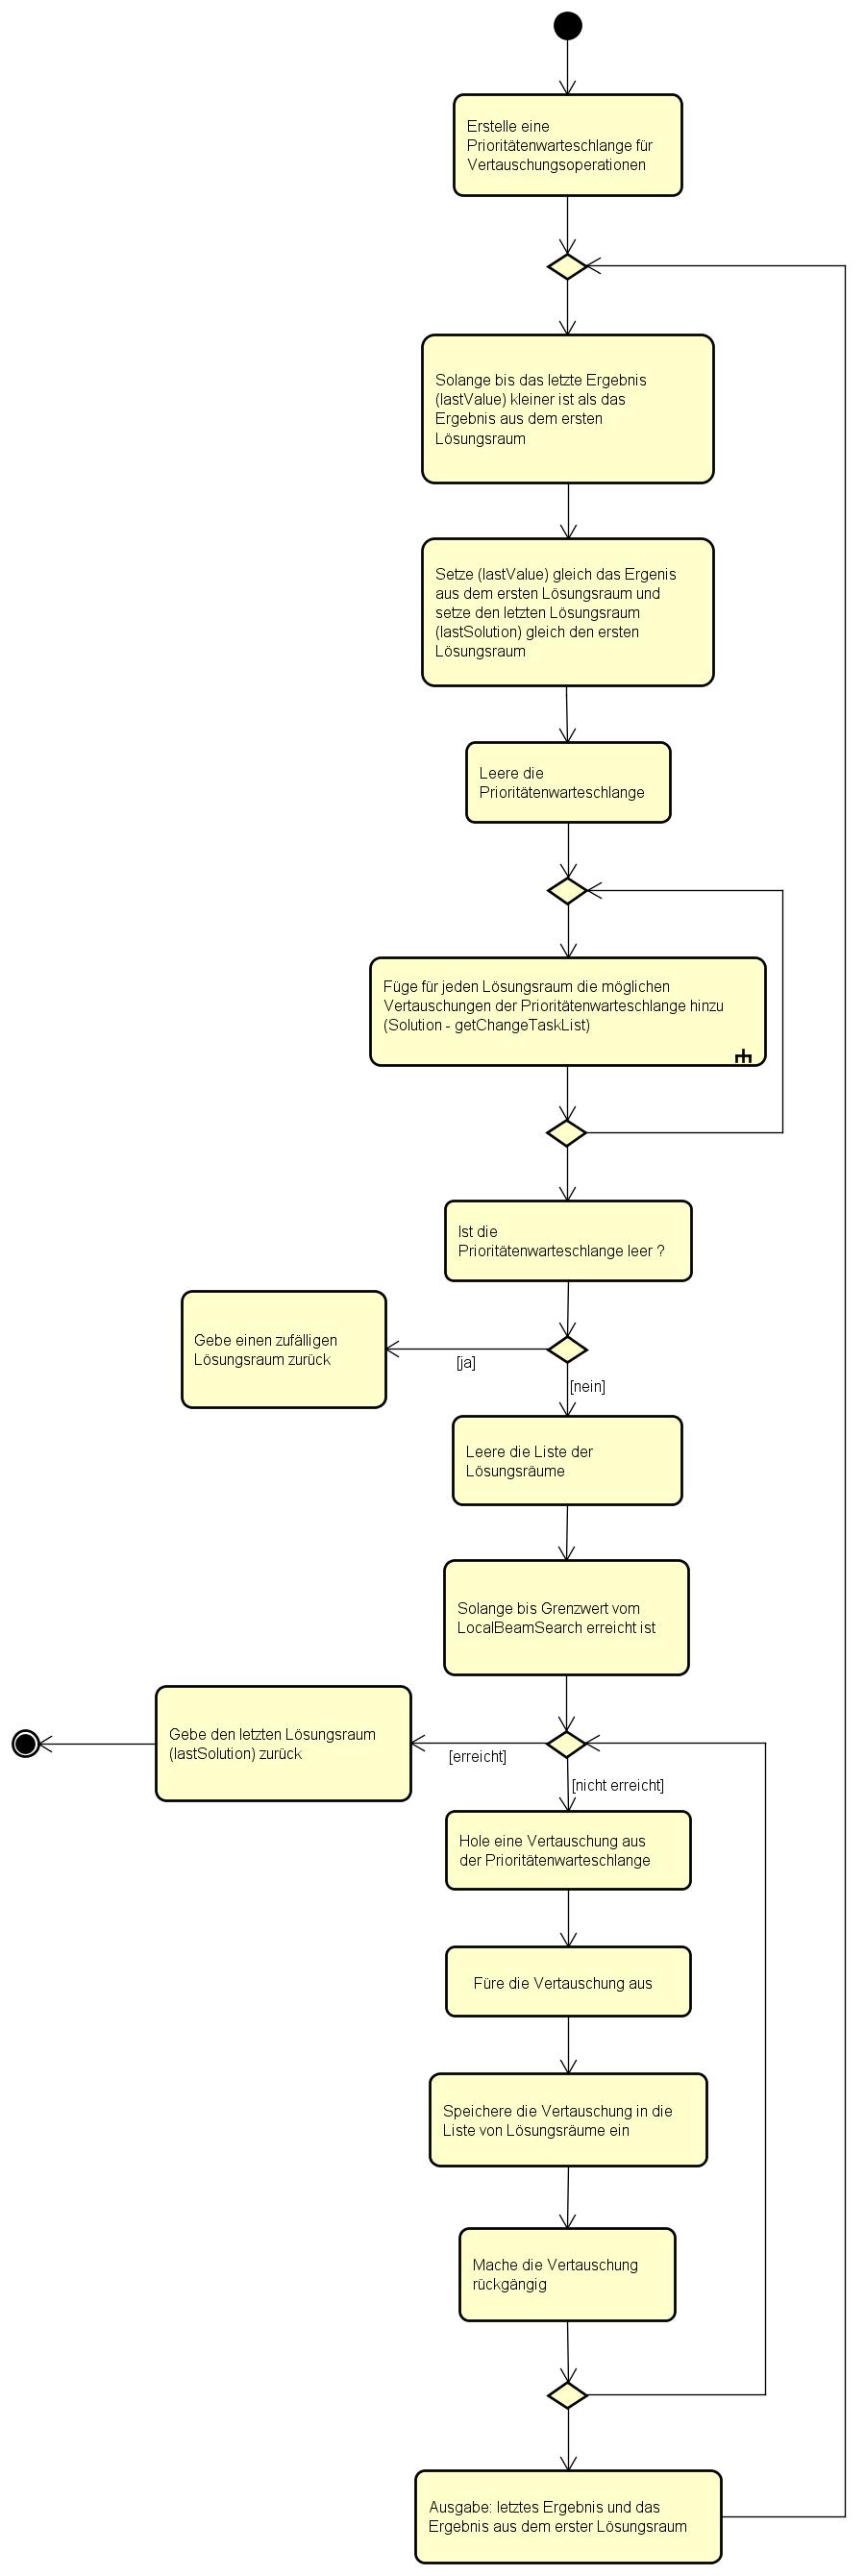 Erstelle eine
Prioritätenwarteschlange für
Vertauschungsoperationen
Solange bis das letzte Ergebnis
(lastValue) kleiner ist als das
Ergebnis aus dem ersten
Lösungsraum
Setze (lastValue) gleich das Ergenis
aus dem ersten Lösungsraum und
setze den letzten Lösungsraum
(lastSolution) gleich den ersten
Lösungsraum
Leere die
Prioritätenwarteschlange
Füge für jeden Lösungsraum die möglichen
Vertauschungen der Prioritätenwarteschlange hinzu
(Solution - getChangeTaskList)
Ist die
Prioritätenwarteschlange leer ?
Gebe einen zufälligen
Lösungsraum zurück
[ja]
[nein]
Leere die Liste der
Lösungsräume
Solange bis Grenzwert vom
LocalBeamSearch erreicht ist
Gebe den letzten Lösungsraum
(lastSolution) zurück
[erreicht]
[nicht erreicht]
Hole eine Vertauschung aus
der Prioritätenwarteschlange
Füre die Vertauschung aus
Speichere die Vertauschung in die
Liste von Lösungsräume ein
Mache die Vertauschung
rückgängig
Ausgabe: letztes Ergebnis und das
Ergebnis aus dem erster Lösungsraum